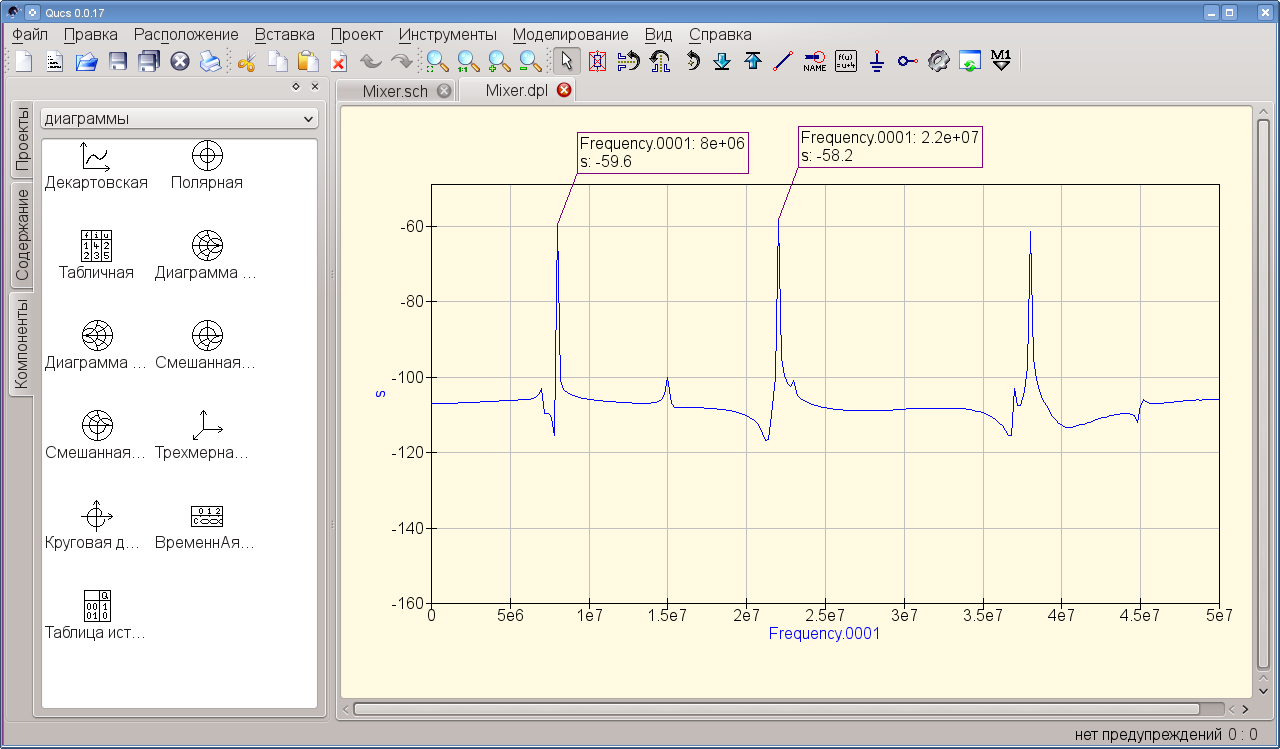 Qucs 0.0.17
Файл Правка Расположение Вставка Проект Инструменты Моделирование Вид Справка
NAME
M1
Mixer.sch
Mixer.dpl
Проекты
Содержание
Компоненты
диаграммы
Декартовская
Полярная
Табличная
Диаграмма ...
Диаграмма ...
Смешанная...
Смешанная...
Трехмерна...
Круговая д...
ВременнАя...
Таблица ист...
Frequency.0001: 8e+06
s: -59.6
Frequency.0001: 2.2e+07
s: -58.2
-60
-80
-100
-120
-140
-160
s
0 5e6 1e7 1.5e7 2e7 2.5e7 3e7 3.5e7 4e7 4.5e7 5e7
Frequency.0001
нет предупреждений 0 : 0